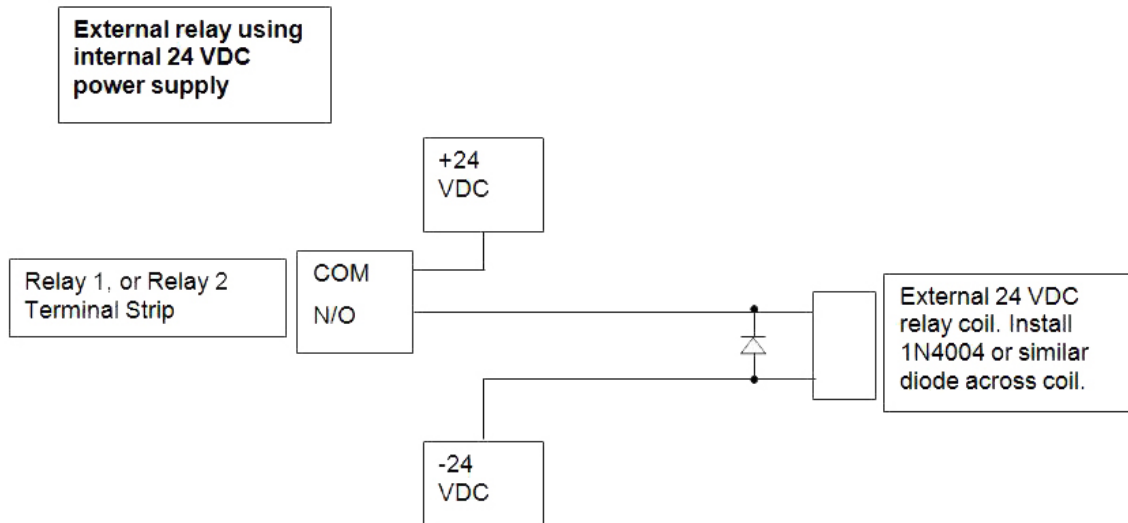 External relay using
internal 24 VDC
power supply
+24
VDC
Relay 1, or Relay 2
Terminal Strip
COM
N/O
External 24 VDC
relay coil. Install
1N4004 or similar
diode across coil.
-24
VDC